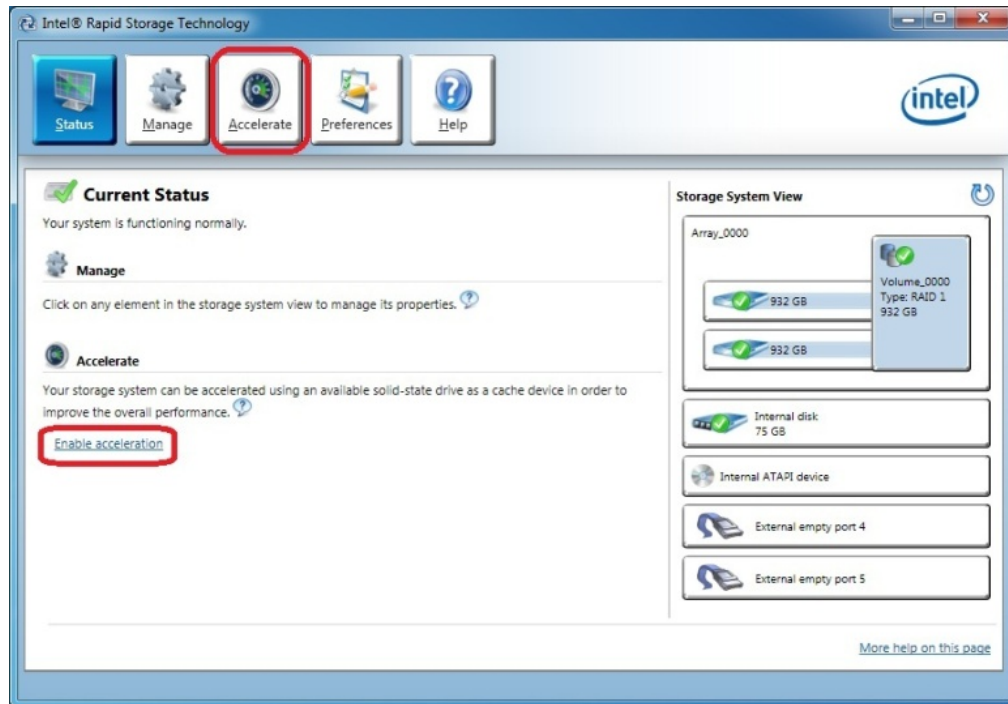 Intel® Rapid Storage Technology
Status
Manage
Accelerate
Preferences
Help
intel
Current Status
Your system is functioning normally.
Manage
Click on any element in the storage system view to manage its properties.
Accelerate
Your storage system can be accelerated using an available solid-state drive as a cache device in order to
improve the overall performance.
Enable acceleration
Storage System View
Array_0000
932 GB
932 GB
Volume_0000
Type: RAID 1
932 GB
Internal disk
75 GB
Internal ATAPI device
External empty port 4
External empty port 5
More help on this page